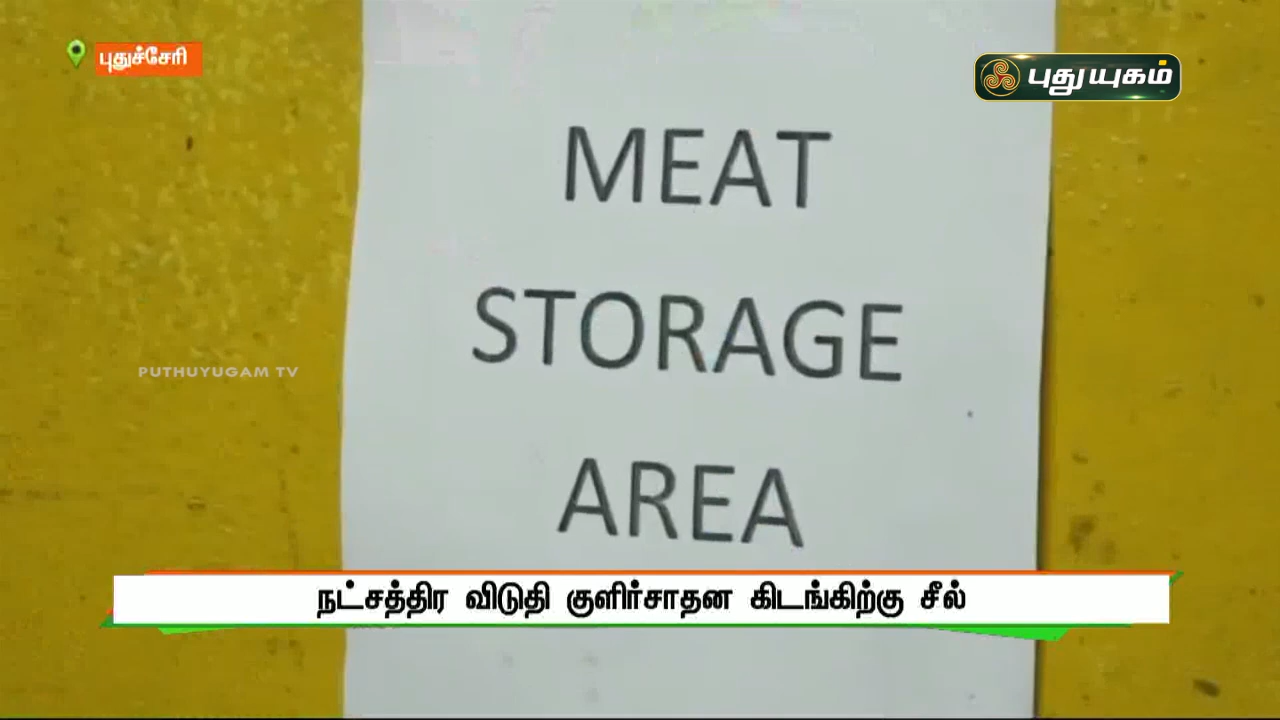 புதுச்சேரி
புதுயுகம்
MEAT
STORAGE
PUTHUYUGAM TV
AREA
நட்சத்திர விடுதி குளிர்சாதன கிடங்கிற்கு சீல்